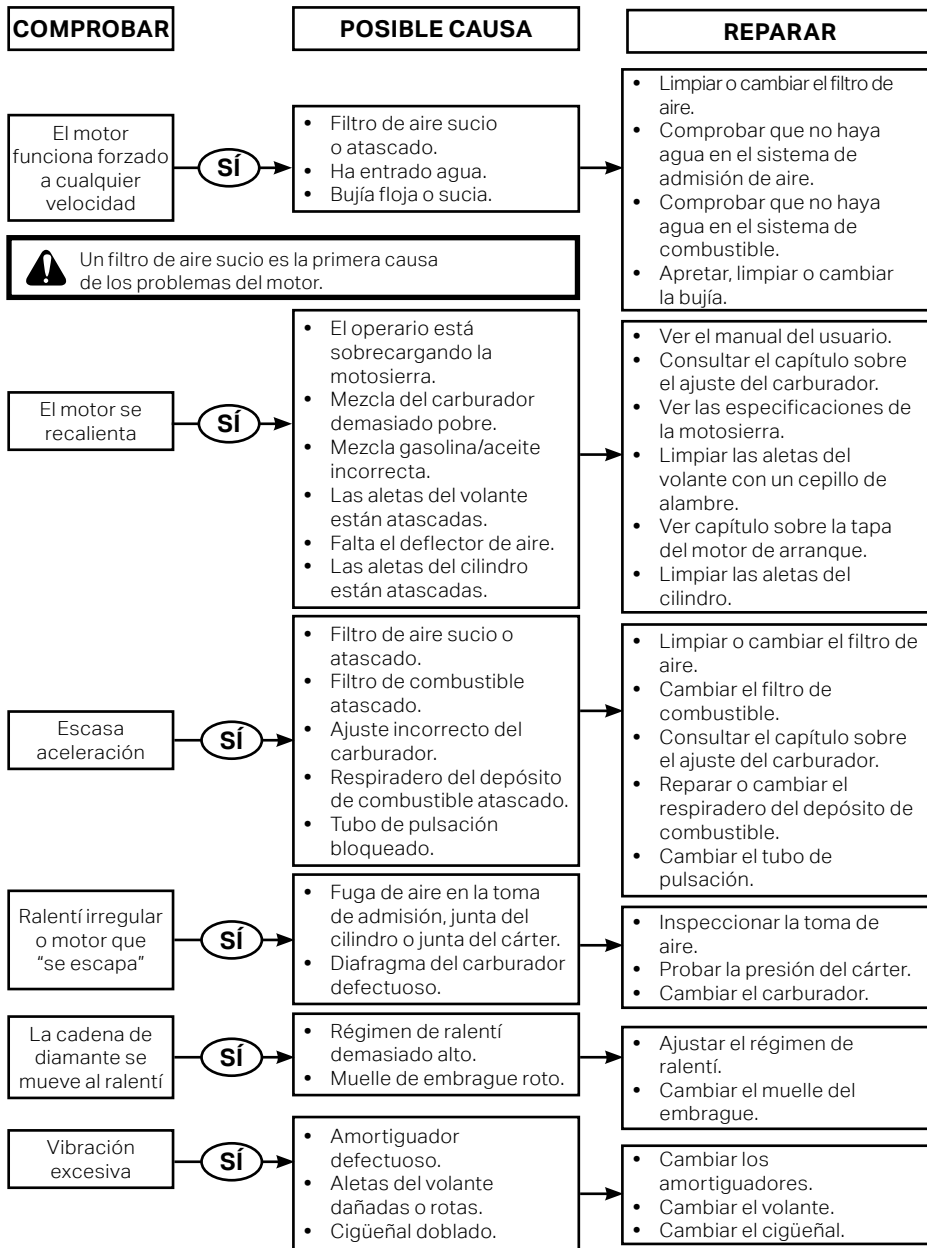 COMPROBAR
POSIBLE CAUSA
REPARAR
El motor
funciona forzado
a cualquier
velocidad
SÍ
• Filtro de aire sucio
o atascado.
• Ha entrado agua.
• Bujía floja o sucia.
• Limpiar o cambiar el filtro de
aire.
• Comprobar que no haya
agua en el sistema de
admisión de aire.
• Comprobar que no haya
agua en el sistema de
combustible.
• Apretar, limpiar o cambiar
la bujía.
Un filtro de aire sucio es la primera causa
de los problemas del motor.
El motor se
recalienta
SÍ
• El operario está
sobrecargando la
motosierra.
• Mezcla del carburador
demasiado pobre.
• Mezcla gasolina/aceite
incorrecta.
• Las aletas del volante
están atascadas.
• Falta el deflector de aire.
• Las aletas del cilindro
están atascadas.
• Ver el manual del usuario.
• Consultar el capítulo sobre
el ajuste del carburador.
• Ver las especificaciones de
la motosierra.
• Limpiar las aletas del
volante con un cepillo de
alambre.
• Ver capítulo sobre la tapa
del motor de arranque.
• Limpiar las aletas del
cilindro.
Escasa
aceleración
SÍ
• Filtro de aire sucio o
atascado.
• Filtro de combustible
atascado.
• Ajuste incorrecto del
carburador.
• Respiradero del depósito
de combustible atascado.
• Tubo de pulsación
bloqueado.
• Limpiar o cambiar el filtro de
aire.
• Cambiar el filtro de
combustible.
• Consultar el capítulo sobre
el ajuste del carburador.
• Reparar o cambiar el
respiradero del depósito de
combustible.
• Cambiar el tubo de
pulsación.
Ralentí irregular
o motor que
"se escapa"
SÍ
• Fuga de aire en la toma
de admisión, junta del
cilindro o junta del cárter.
• Diafragma del carburador
defectuoso.
• Inspeccionar la toma de
aire.
• Probar la presión del cárter.
• Cambiar el carburador.
La cadena de
diamante se
mueve al ralentí
SÍ
• Régimen de ralentí
demasiado alto.
• Muelle de embrague roto.
• Ajustar el régimen de
ralentí.
• Cambiar el muelle del
embrague.
Vibración
excesiva
SÍ
• Amortiguador
defectuoso.
• Aletas del volante
dañadas o rotas.
• Cigüeñal doblado.
• Cambiar los
amortiguadores.
• Cambiar el volante.
• Cambiar el cigüeñal.